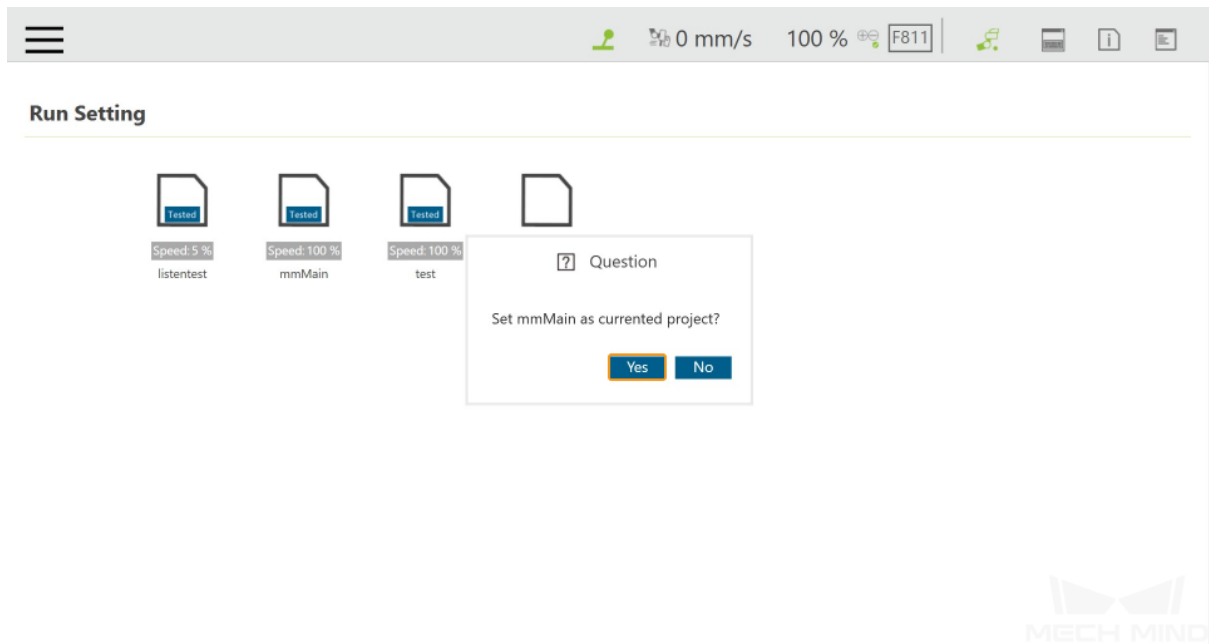 0 mm/s 100 % F811
Run Setting
Tested Tested Tested
Speed: 5 % Speed: 100 % Speed: 100 %
listentest mmMain test
Question
Set mmMain as currented project?
Yes No
MECH MIND